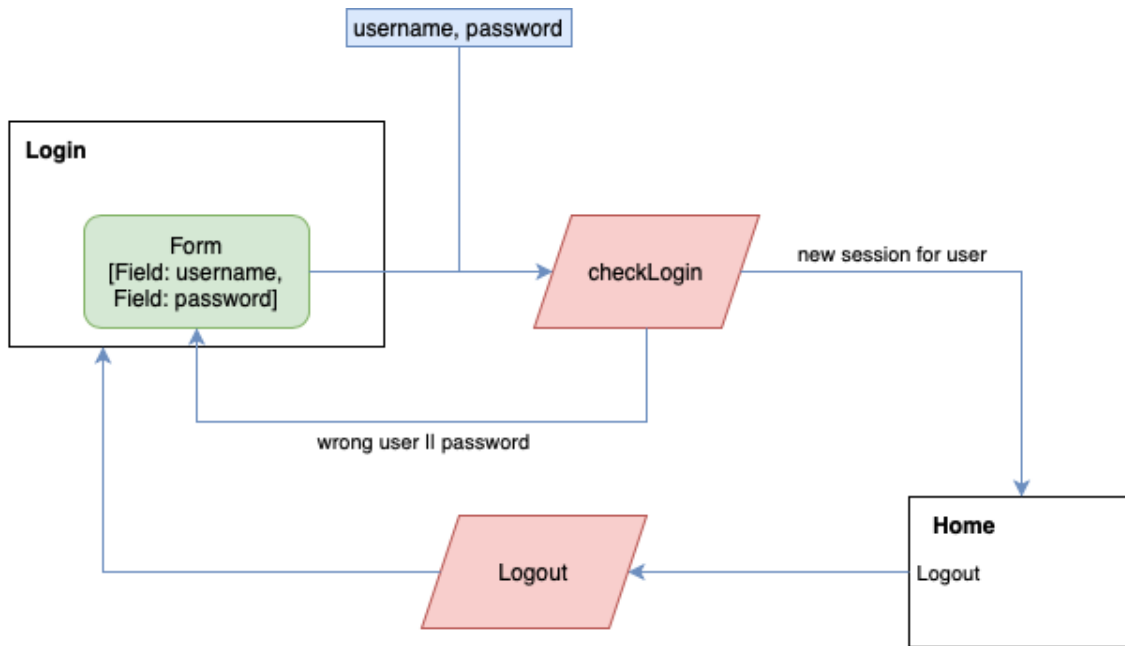 username, password
Login
Form
[Field: username,
Field: password]
checkLogin
new session for user
wrong user || password
Home
Logout
Logout